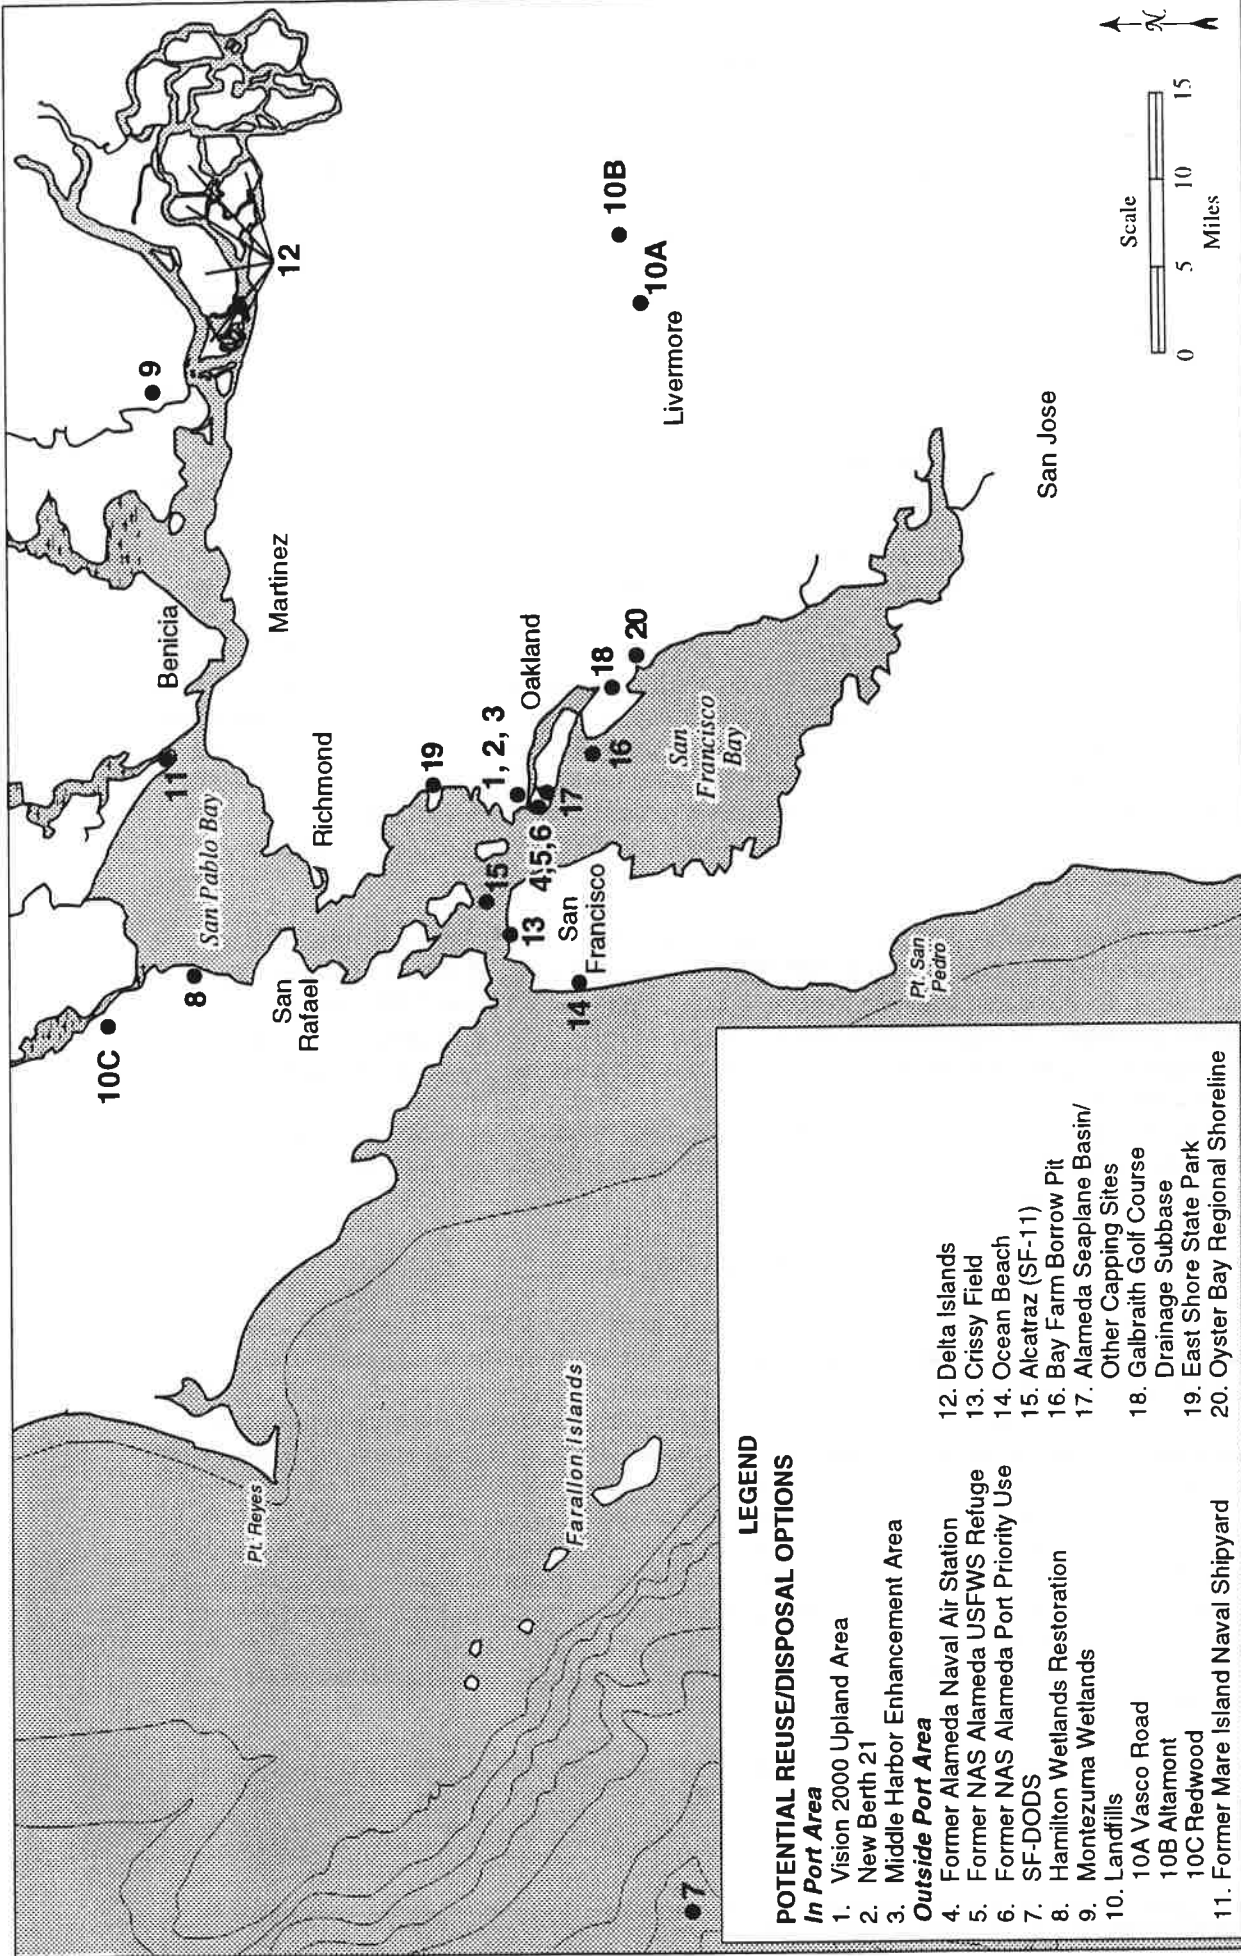 10C
8
9
11
12
Benicia
Martinez
San Pablo Bay
Richmond
San
Rafael
Pt. Reyes
19
1, 2, 3
Oakland
15
4,5,6
17
16
18
20
13
San
Francisco
14
San
Francisco
Bay
10B
10A
Livermore
San Jose
Farallon Islands
Pt. San
Pedro
7
Scale
0 5 10 15
Miles
N
LEGEND
POTENTIAL REUSE/DISPOSAL OPTIONS
In Port Area
1. Vision 2000 Upland Area
2. New Berth 21
3. Middle Harbor Enhancement Area
Outside Port Area
4. Former Alameda Naval Air Station
5. Former NAS Alameda USFWS Refuge
6. Former NAS Alameda Port Priority Use
7. SF-DODS
8. Hamilton Wetlands Restoration
9. Montezuma Wetlands
10. Landfills
10A Vasco Road
10B Altamont
10C Redwood
11. Former Mare Island Naval Shipyard
12. Delta Islands
13. Crissy Field
14. Ocean Beach
15. Alcatraz (SF-11)
16. Bay Farm Borrow Pit
17. Alameda Seaplane Basin/
Other Capping Sites
18. Galbraith Golf Course
Drainage Subbase
19. East Shore State Park
20. Oyster Bay Regional Shoreline